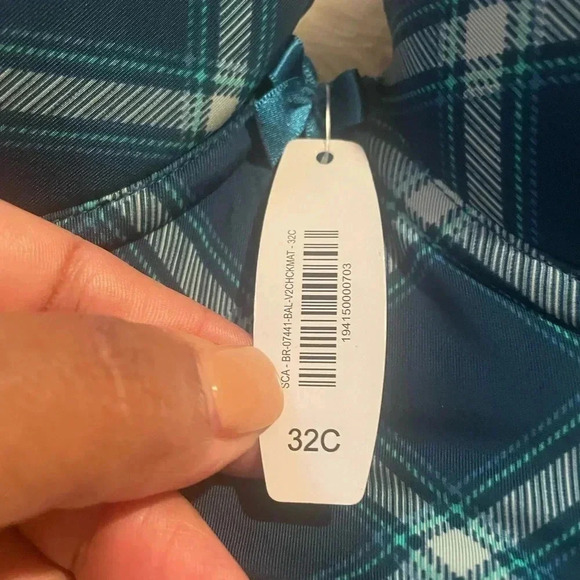 SCA - BR-07441-BAL-V2CHCKMAT - 32C
194150000703
32C